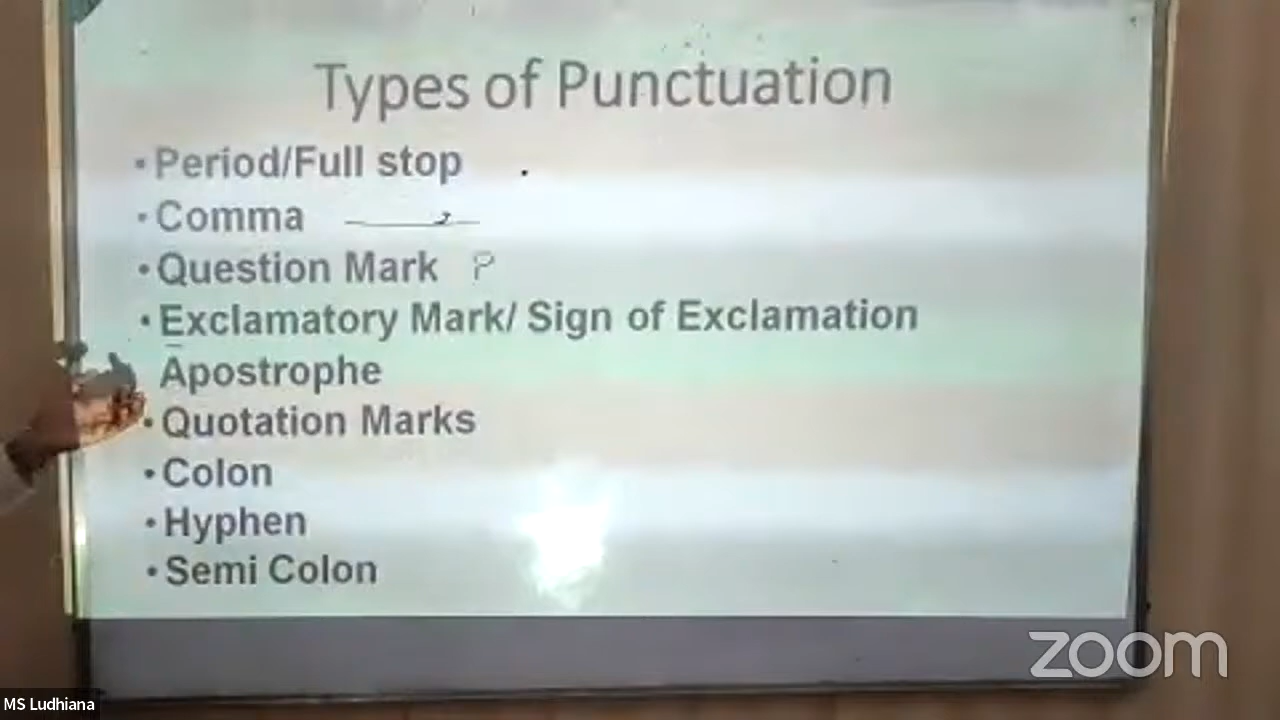 Types of Punctuation
• Period/Full stop .
• Comma ,
• Question Mark ?
• Exclamatory Mark/ Sign of Exclamation
Apostrophe
• Quotation Marks
• Colon
• Hyphen
• Semi Colon
zoom
MS Ludhiana